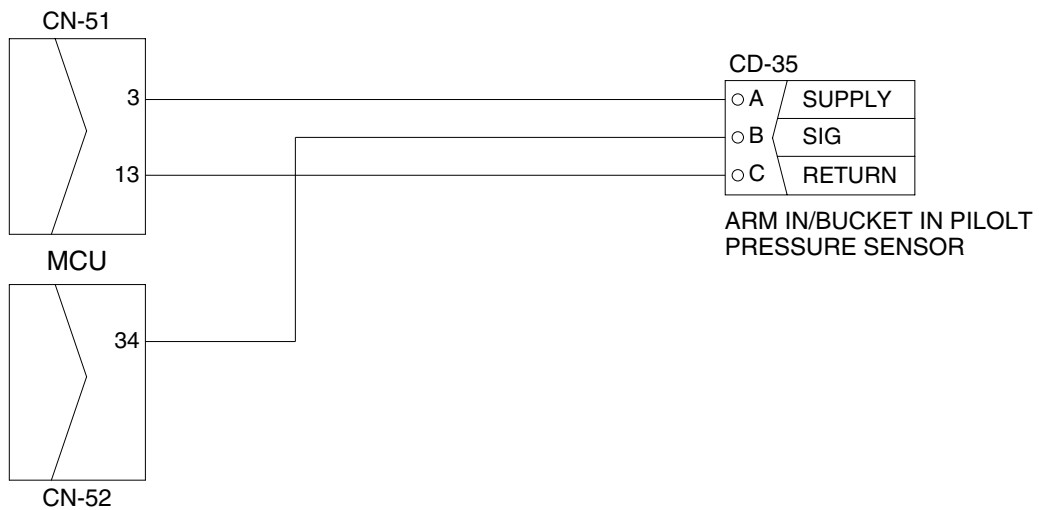 CN-51
3
13
MCU
34
CN-52
CD-35
A SUPPLY
B SIG
C RETURN
ARM IN/BUCKET IN PILOLT
PRESSURE SENSOR